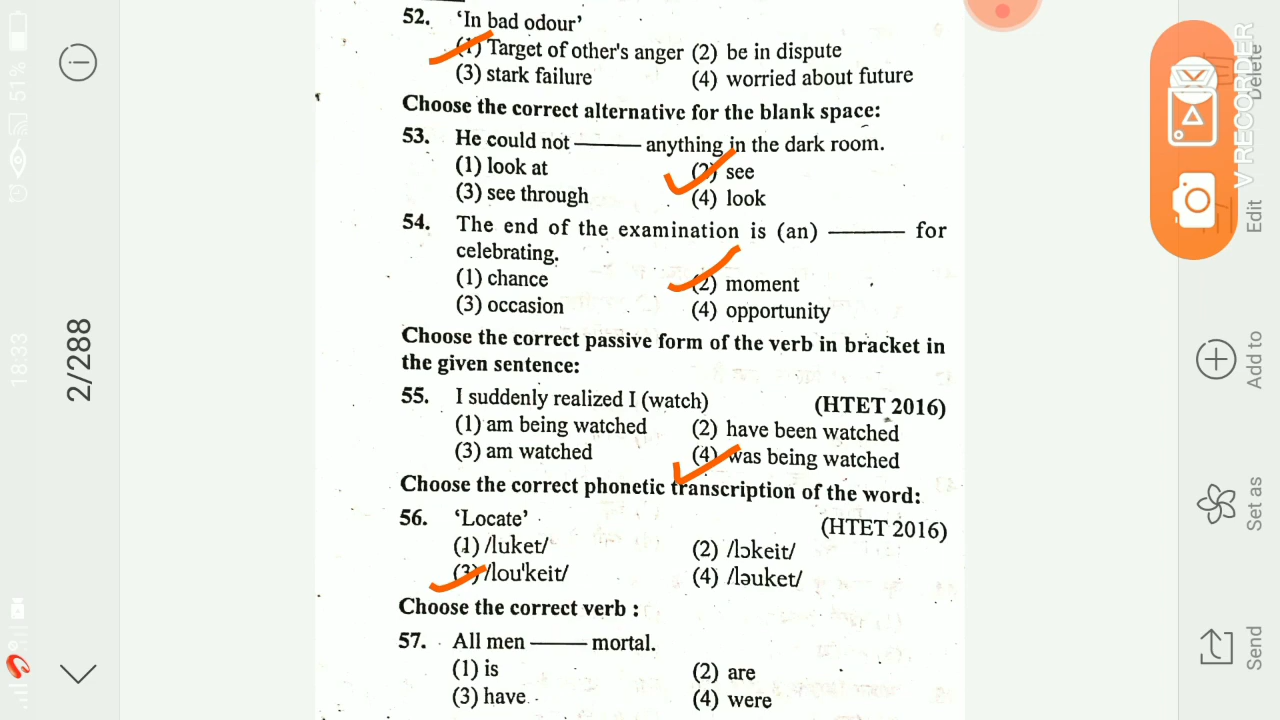 52. 'In bad odour'
(1) Target of other's anger (2) be in dispute
(3) stark failure (4) worried about future
Choose the correct alternative for the blank space:
53. He could not ——— anything in the dark room.
(1) look at (2) see
(3) see through (4) look
54. The end of the examination is (an) ——— for
celebrating.
(1) chance (2) moment
(3) occasion (4) opportunity
Choose the correct passive form of the verb in bracket in
the given sentence:
55. I suddenly realized I (watch) (HTET 2016)
(1) am being watched (2) have been watched
(3) am watched (4) was being watched
Choose the correct phonetic transcription of the word:
56. 'Locate' (HTET 2016)
(1) /luket/ (2) /lɔkeit/
(3) /lou'keit/ (4) /ləuket/
Choose the correct verb :
57. All men ——— mortal.
(1) is (2) are
(3) have (4) were
51%
18:33
2/288
V RECORDER
Delete
Edit
Add to
Set as
Send